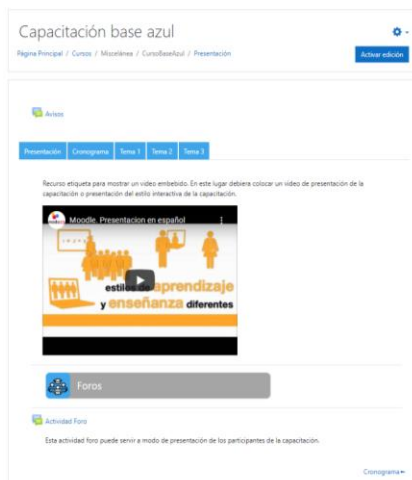 Capacitación base azul
Página Principal / Cursos / Miscelánea / CursoBaseAzul / Presentación
Activar edición
Avisos
Presentación Cronograma Tema 1 Tema 2 Tema 3
Recurso etiqueta para mostrar un video embebido. En este lugar debiera colocar un video de presentación de la
capacitación o presentación del estilo interactiva de la capacitación.
Moodle. Presentacion en español
estilos de aprendizaje
y enseñanza diferentes
Foros
Actividad Foro
Esta actividad foro puede servir a modo de presentación de los participantes de la capacitación.
Cronograma